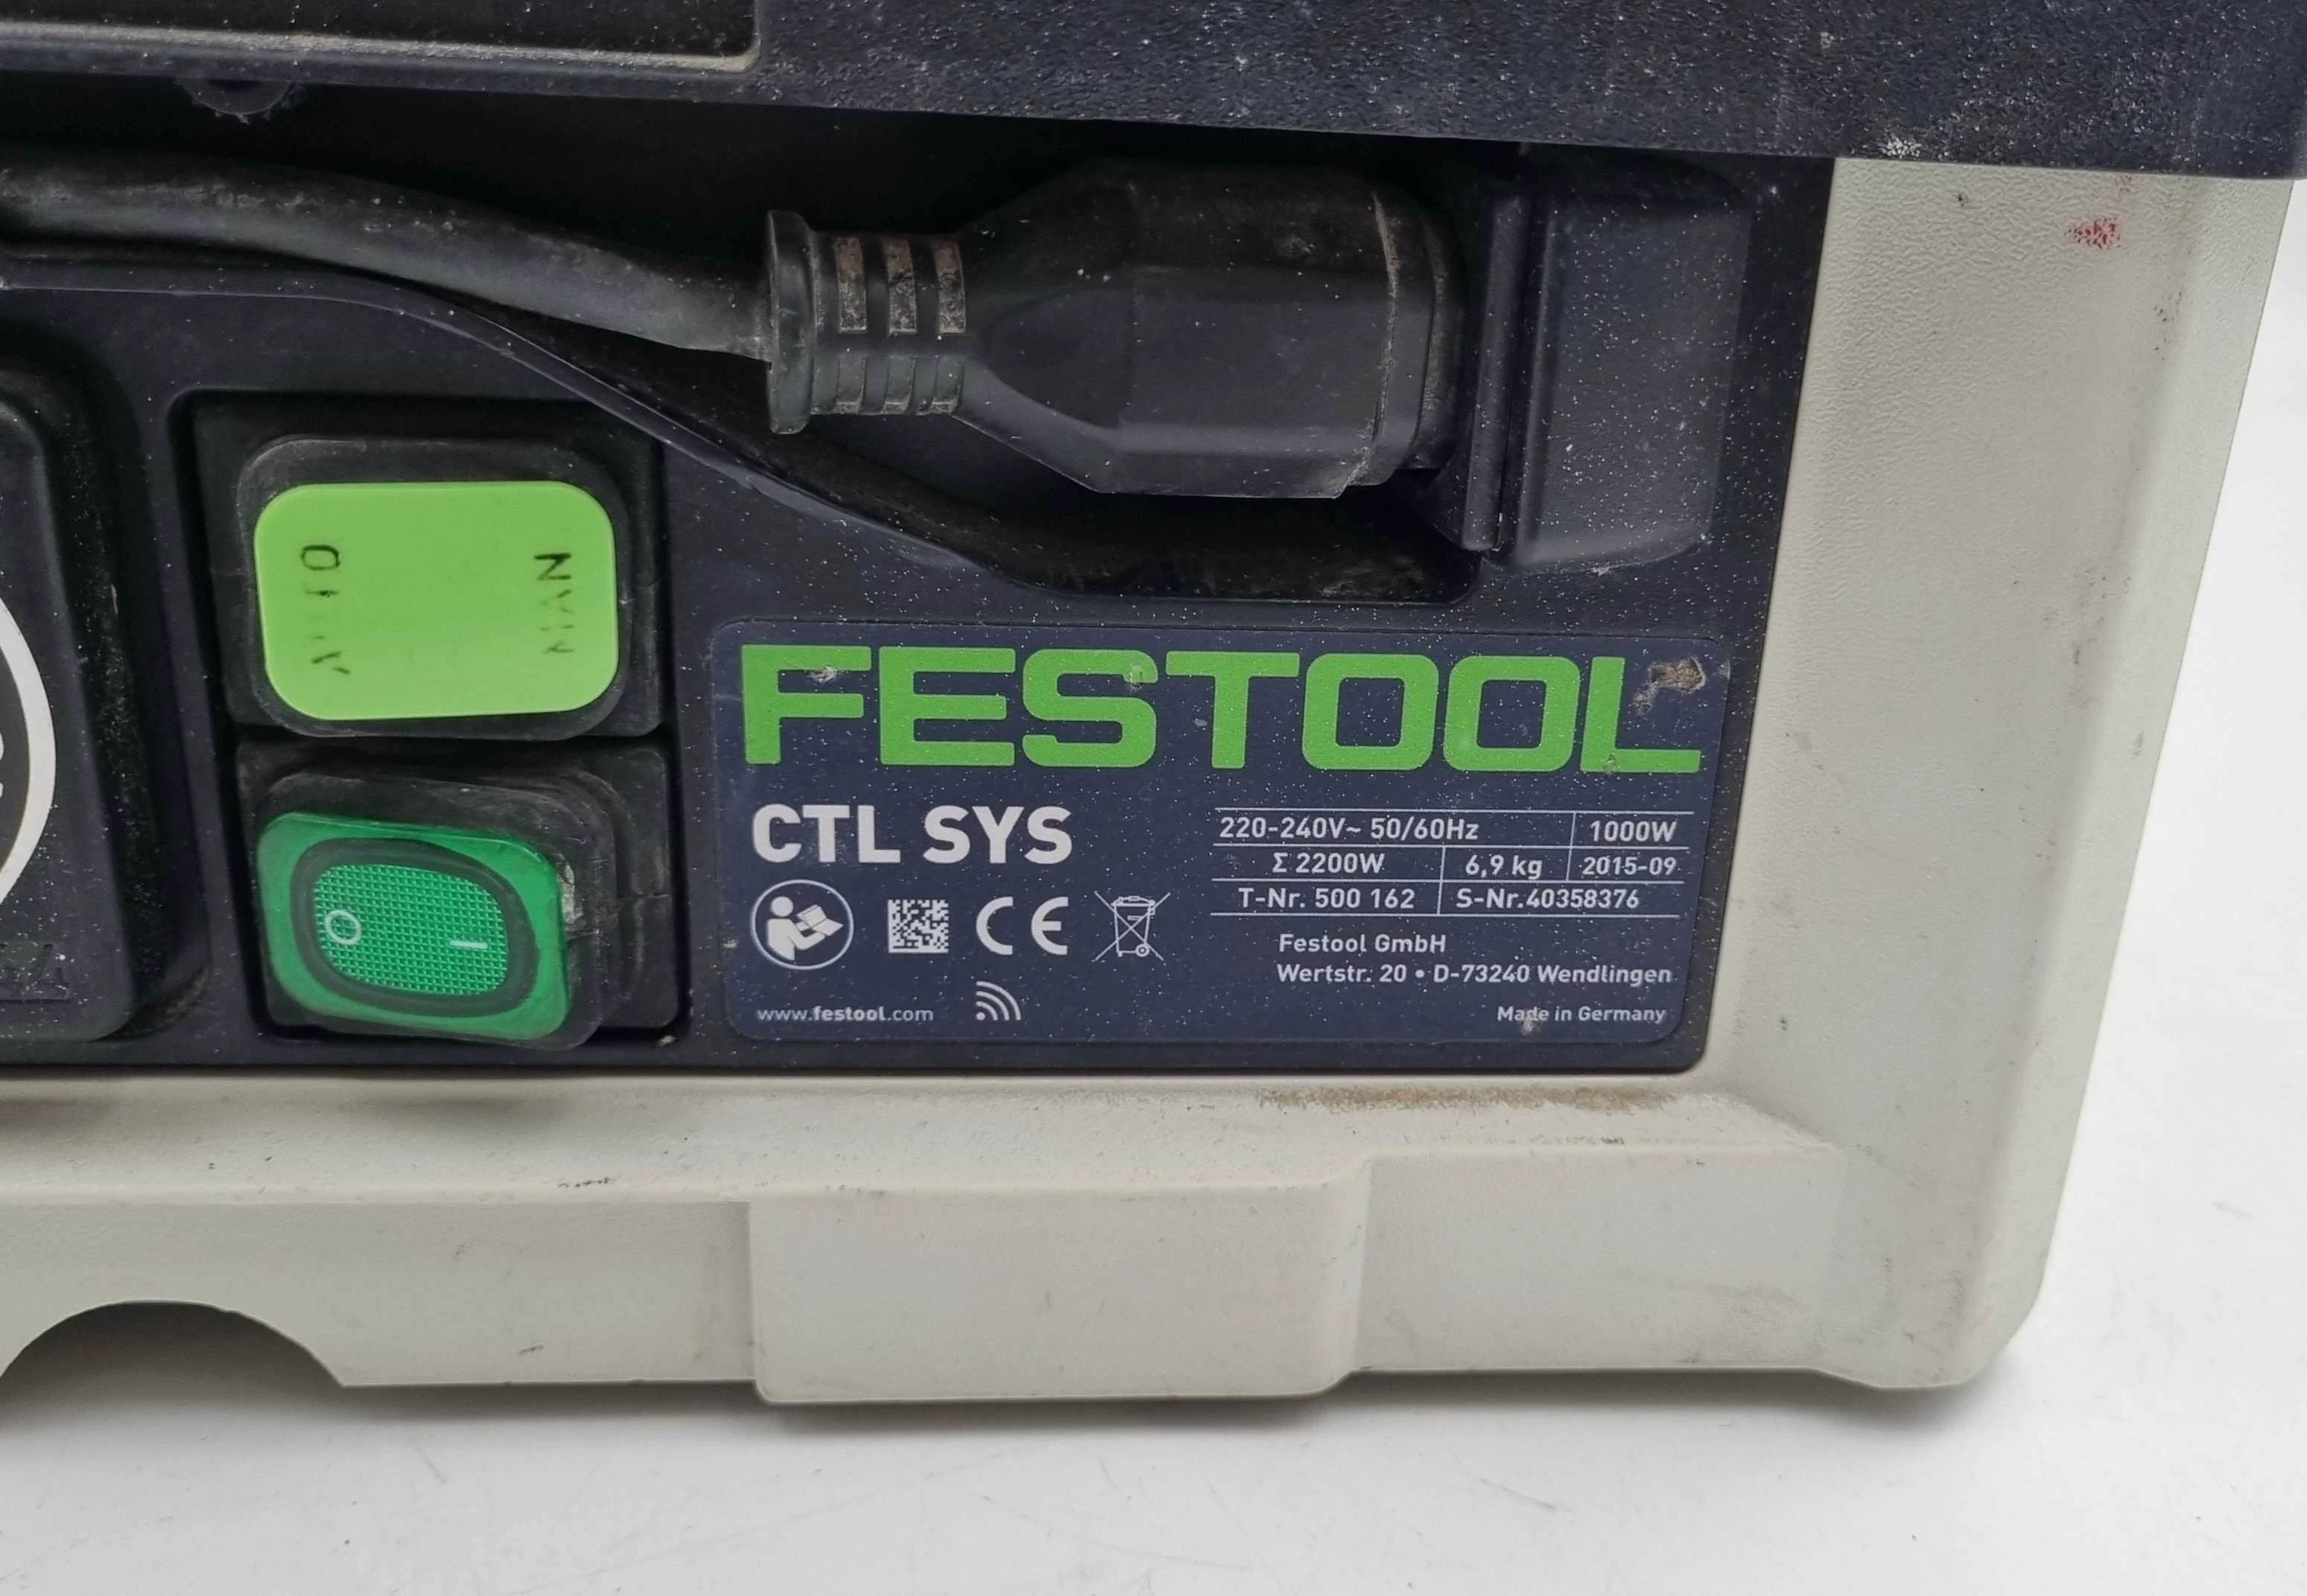 AUTO
MAN
O I
FESTOOL
CTL SYS
220-240V~ 50/60Hz 1000W
Σ 2200W 6,9 kg 2015-09
T-Nr. 500 162 S-Nr.40358376
CE
Festool GmbH
Wertstr. 20 • D-73240 Wendlingen
www.festool.com
Made in Germany